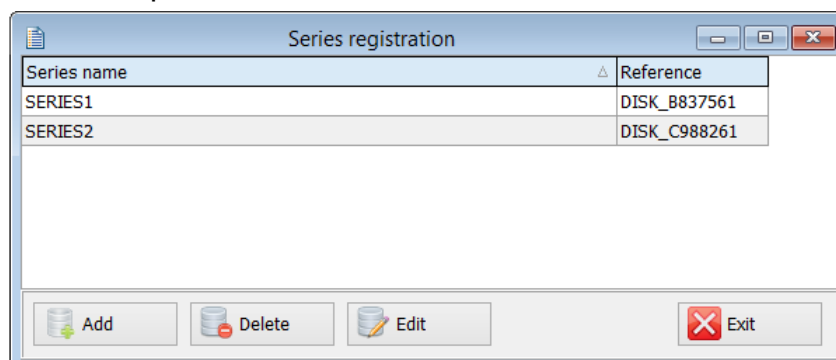 Series registration
Series name Reference
SERIES1 DISK_B837561
SERIES2 DISK_C988261
Add Delete Edit Exit